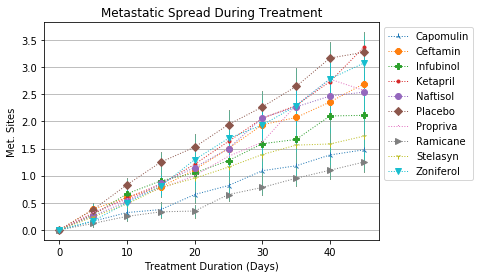 Metastatic Spread During Treatment
Met. Sites
3.5
3.0
2.5
2.0
1.5
1.0
0.5
0.0
0
10
20
30
40
Treatment Duration (Days)
Capomulin
Ceftamin
Infubinol
Ketapril
Naftisol
Placebo
Propriva
Ramicane
Stelasyn
Zoniferol